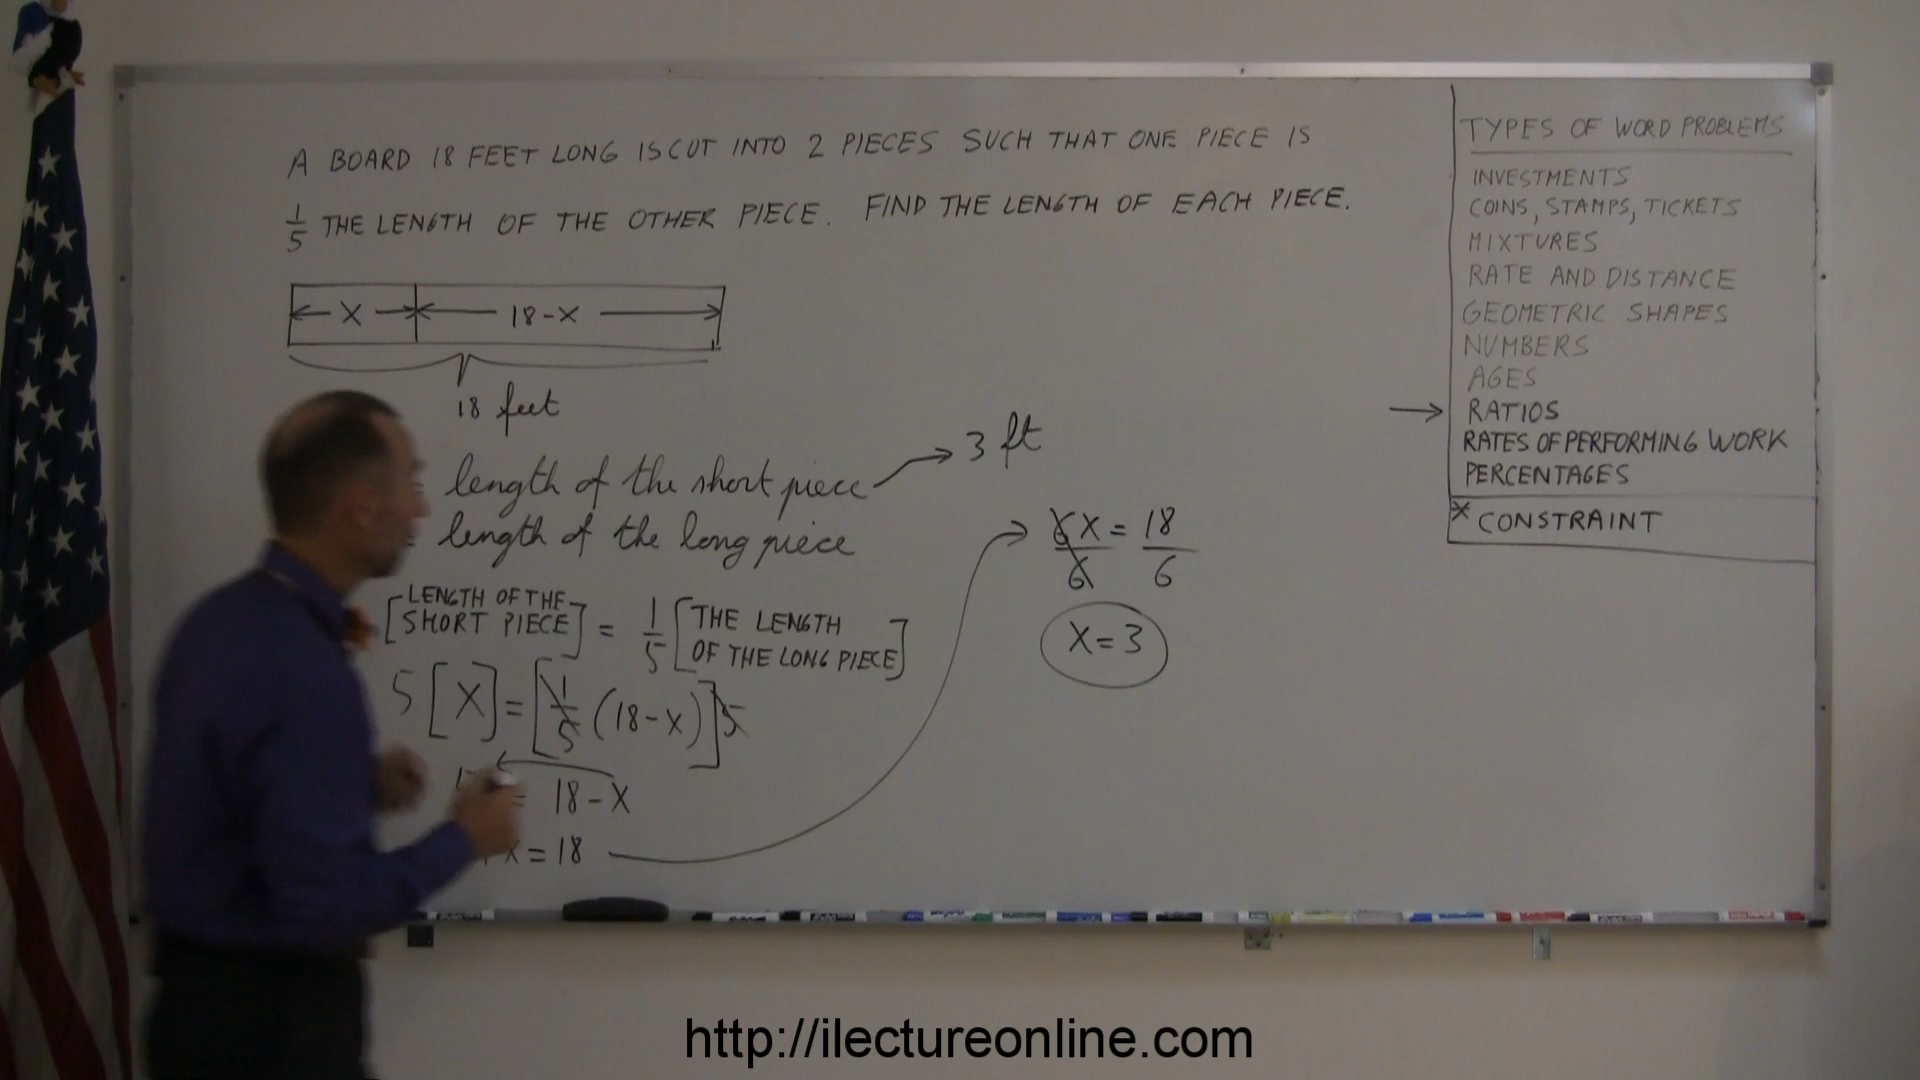 A BOARD 18 FEET LONG IS CUT INTO 2 PIECES SUCH THAT ONE PIECE IS
1/5 THE LENGTH OF THE OTHER PIECE. FIND THE LENGTH OF EACH PIECE.
X 18-X
18 feet
length of the short piece → 3 ft
= length of the long piece
[LENGTH OF THE SHORT PIECE] = 1/5 [THE LENGTH OF THE LONG PIECE]
5[X] = [1/5 (18-X)]5
= 18-X
X = 18
6X/6 = 18/6
X = 3
TYPES OF WORD PROBLEMS
INVESTMENTS
COINS, STAMPS, TICKETS
MIXTURES
RATE AND DISTANCE
GEOMETRIC SHAPES
NUMBERS
AGES
→ RATIOS
RATES OF PERFORMING WORK
PERCENTAGES
* CONSTRAINT
http://ilectureonline.com